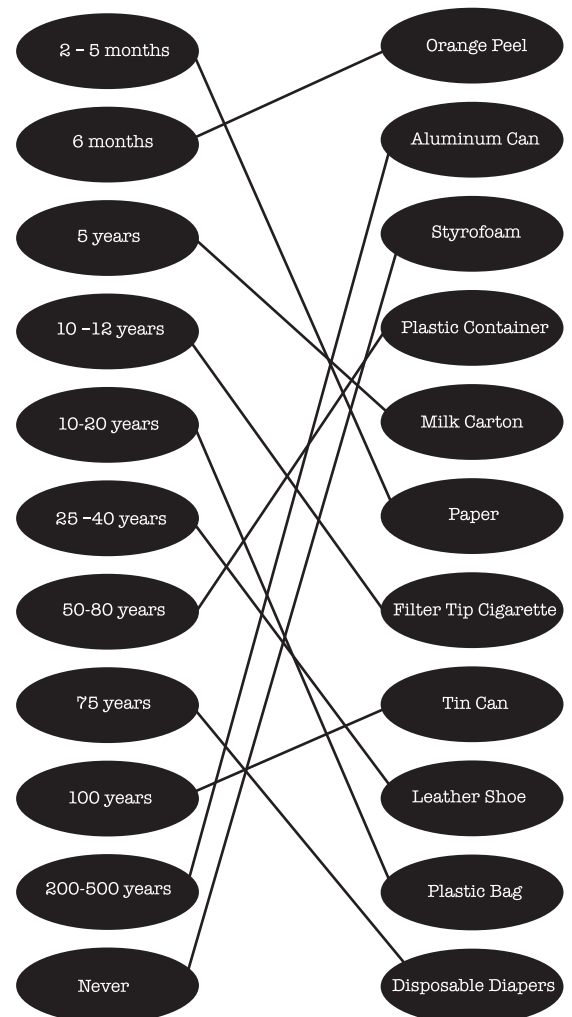 2 – 5 months
6 months
5 years
10 –12 years
10-20 years
25 –40 years
50-80 years
75 years
100 years
200-500 years
Never
Orange Peel
Aluminum Can
Styrofoam
Plastic Container
Milk Carton
Paper
Filter Tip Cigarette
Tin Can
Leather Shoe
Plastic Bag
Disposable Diapers